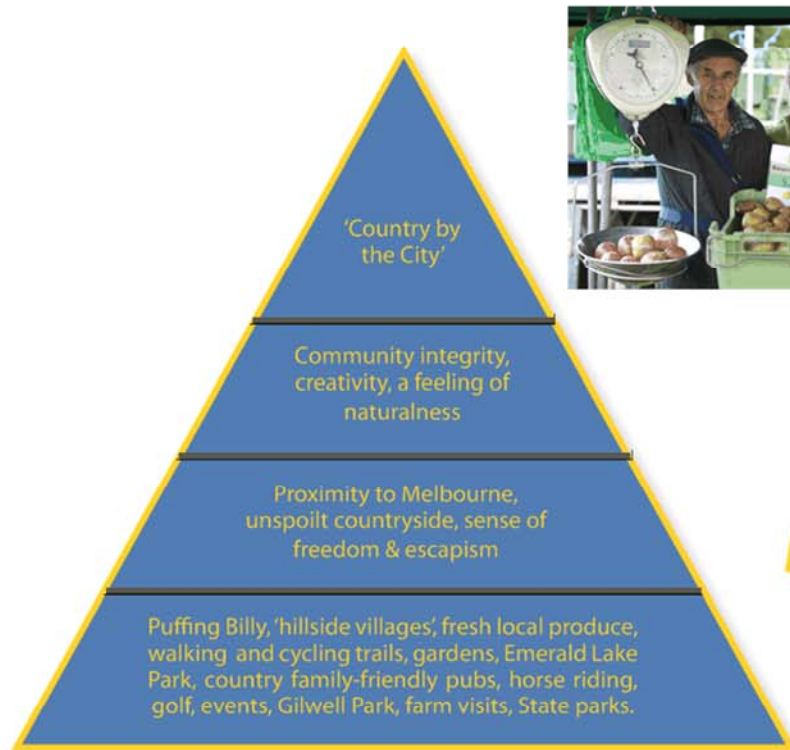 'Country by
the City'
Community integrity,
creativity, a feeling of
naturalness
Proximity to Melbourne,
unspoilt countryside, sense of
freedom & escapism
Puffing Billy, 'hillside villages', fresh local produce,
walking and cycling trails, gardens, Emerald Lake
Park, country family-friendly pubs, horse riding,
golf, events, Gilwell Park, farm visits, State parks.